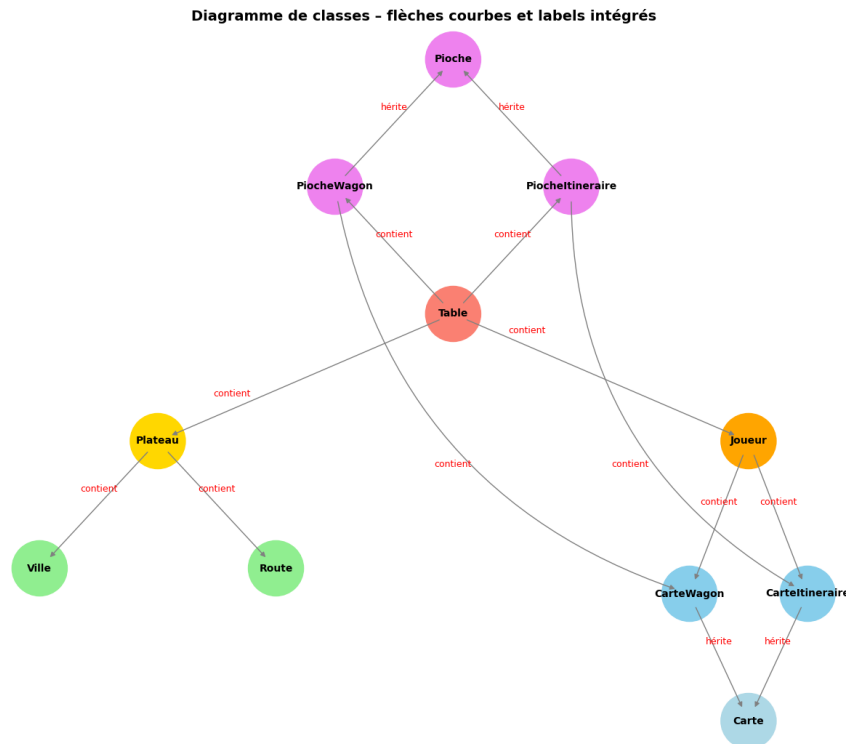 Diagramme de classes – flèches courbes et labels intégrés
Pioche
hérite
hérite
PiocheWagon
PiocheItineraire
contient
contient
Table
contient
contient
Plateau
Joueur
contient
contient
contient
contient
contient
contient
Ville
Route
CarteWagon
CarteItineraire
hérite
hérite
Carte